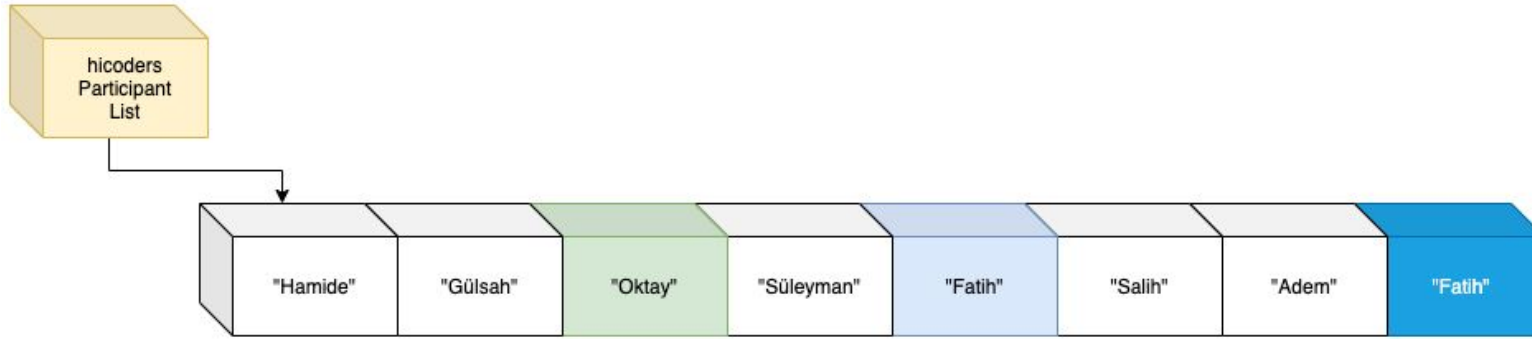 hicoders
Participant
List
"Hamide" "Gülsah" "Oktay" "Süleyman" "Fatih" "Salih" "Adem" "Fatih"